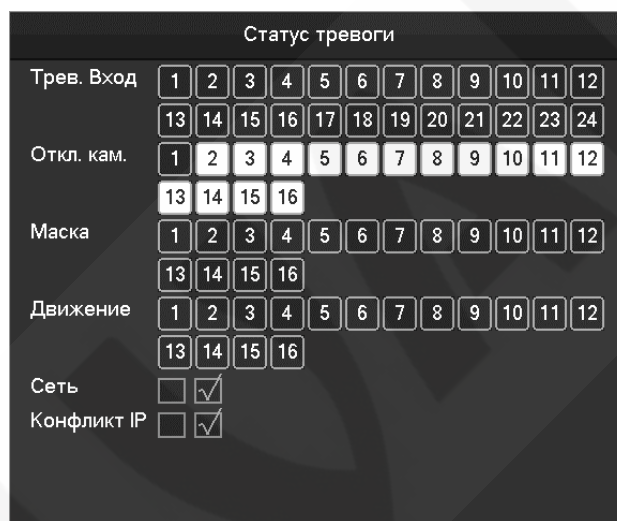 Статус тревоги
Трев. Вход 1 2 3 4 5 6 7 8 9 10 11 12
13 14 15 16 17 18 19 20 21 22 23 24
Откл. кам. 1 2 3 4 5 6 7 8 9 10 11 12
13 14 15 16
Маска 1 2 3 4 5 6 7 8 9 10 11 12
13 14 15 16
Движение 1 2 3 4 5 6 7 8 9 10 11 12
13 14 15 16
Сеть
Конфликт IP